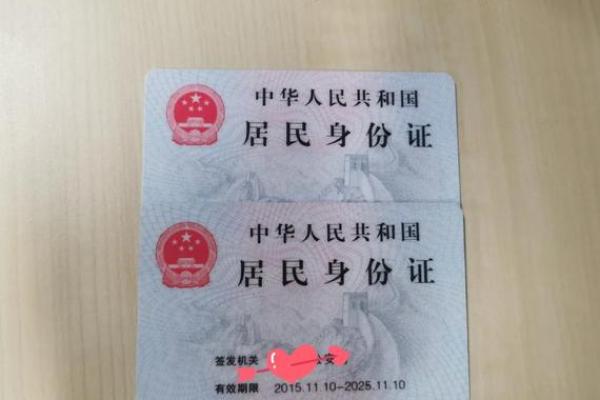 中华人民共和国
居民身份证
中华人民共和国
居民身份证
签发机关 公安
有效期限 2015.11.10-2025.11.10